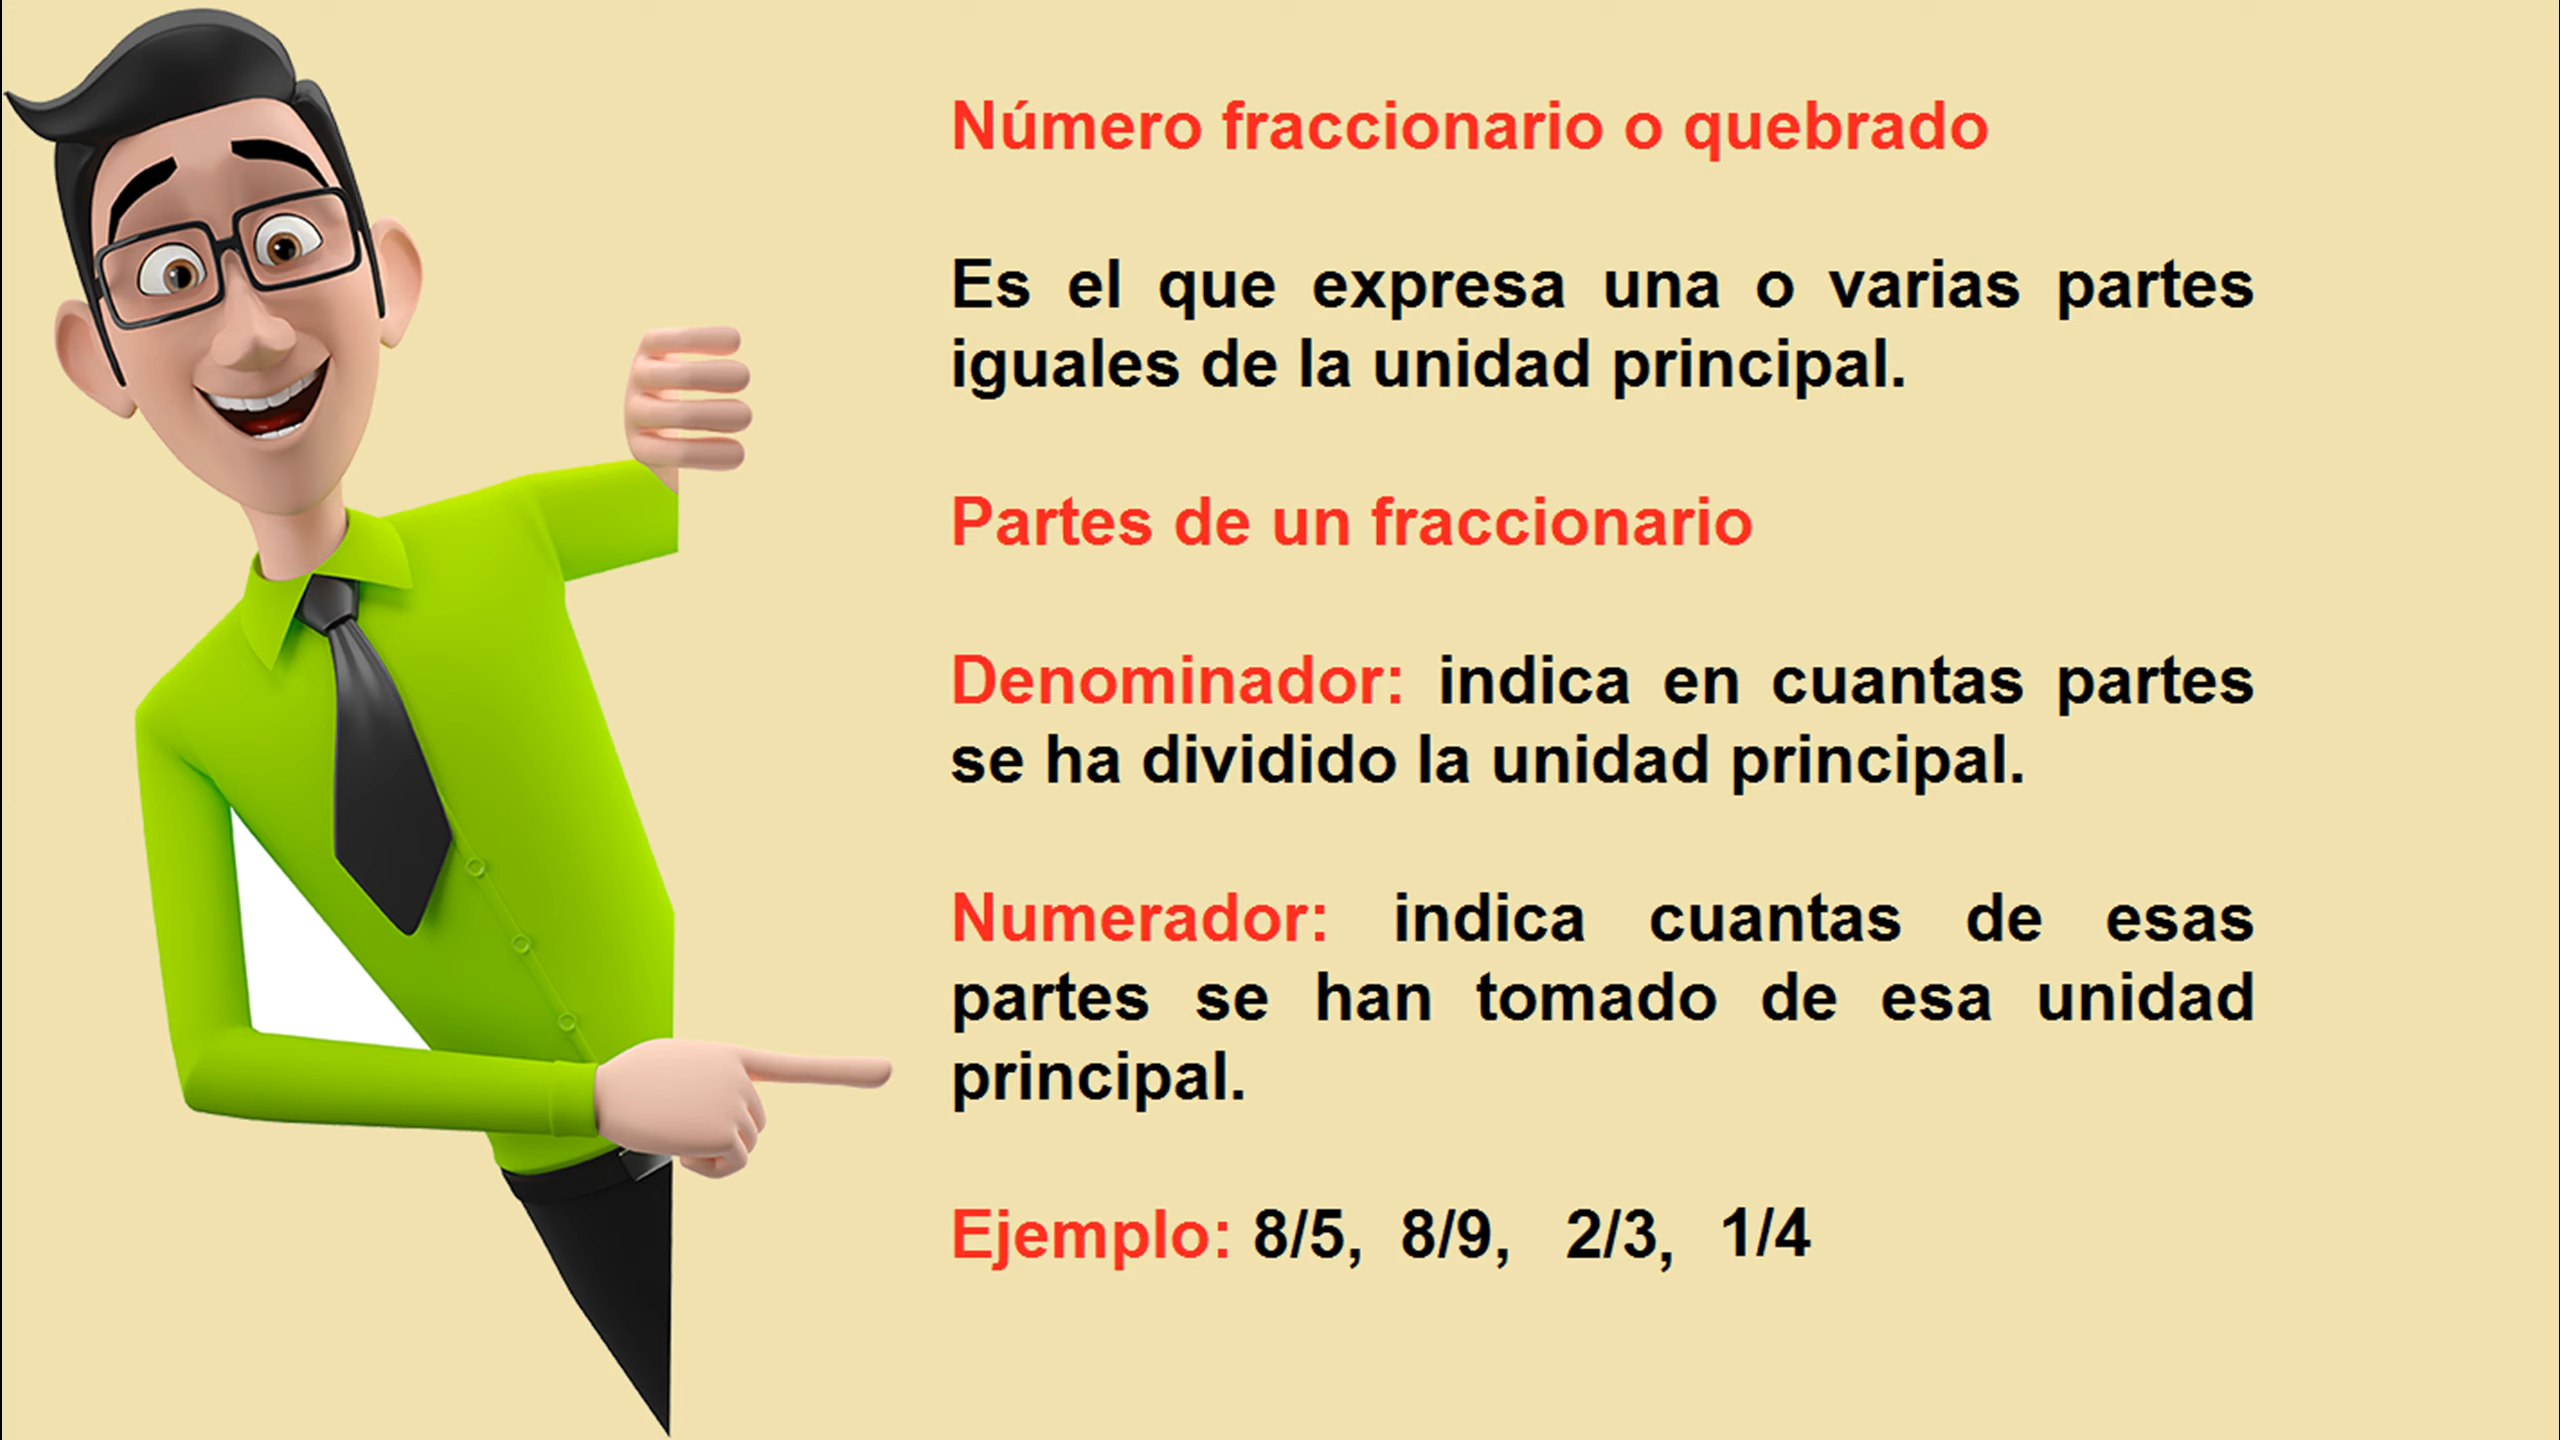 Número fraccionario o quebrado
Es el que expresa una o varias partes
iguales de la unidad principal.
Partes de un fraccionario
Denominador: indica en cuantas partes
se ha dividido la unidad principal.
Numerador: indica cuantas de esas
partes se han tomado de esa unidad
principal.
Ejemplo: 8/5, 8/9, 2/3, 1/4